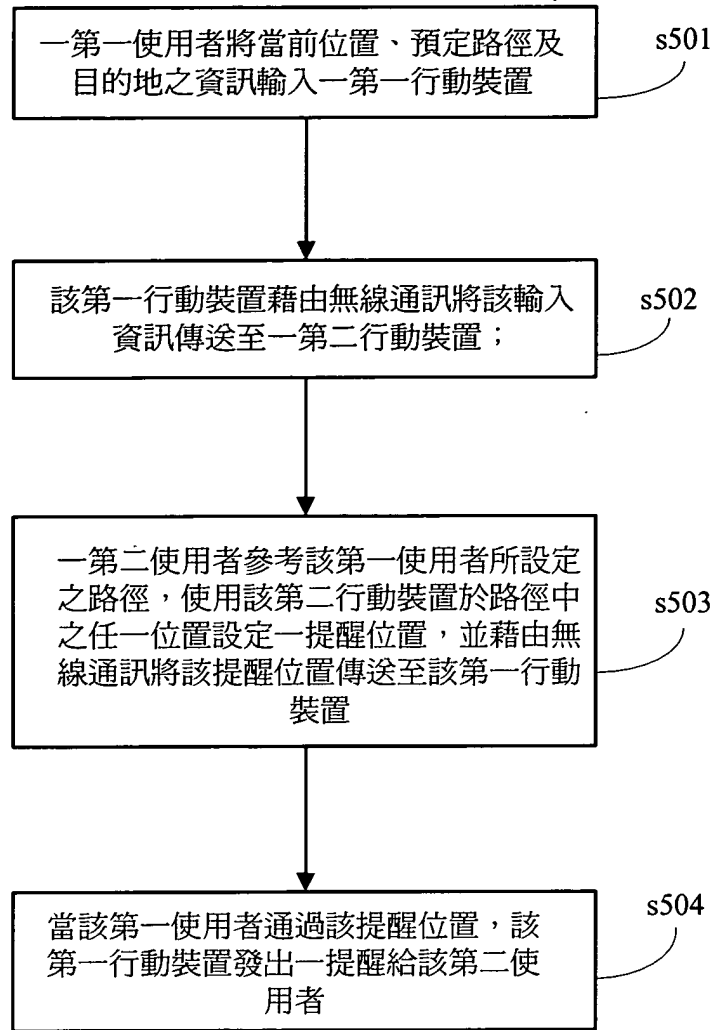 一第一使用者將當前位置、預定路徑及
目的地之資訊輸入一第一行動裝置
s501
該第一行動裝置藉由無線通訊將該輸入
資訊傳送至一第二行動裝置；
s502
一第二使用者參考該第一使用者所設定
之路徑，使用該第二行動裝置於路徑中
之任一位置設定一提醒位置，並藉由無
線通訊將該提醒位置傳送至該第一行動
裝置
s503
當該第一使用者通過該提醒位置，該
第一行動裝置發出一提醒給該第二使
用者
s504